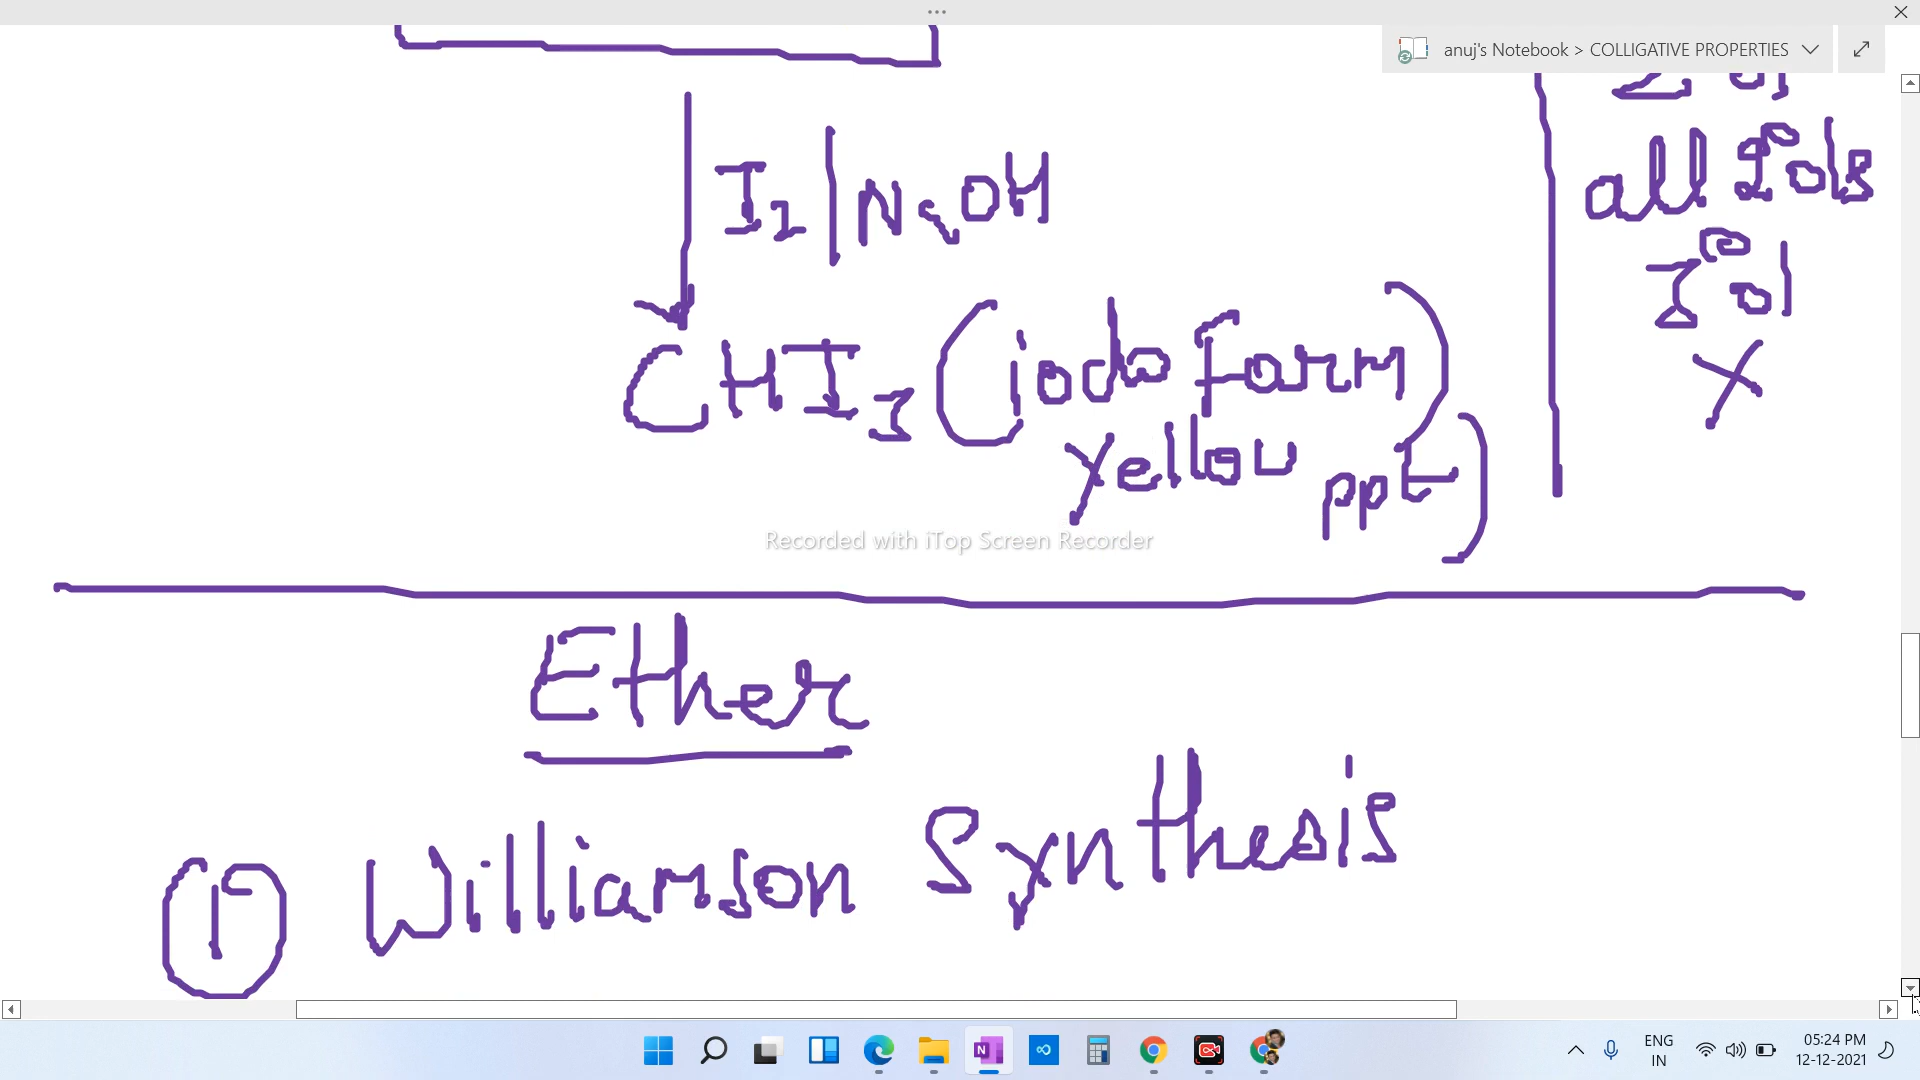 anuj's Notebook > COLLIGATIVE PROPERTIES
I2 | NaOH
all 2° ols
1° ol
X
CHI3 (iodoform)
Yellow ppt)
Recorded with iTop Screen Recorder
Ether
① Williamson Synthesis
ENG
IN
05:24 PM
12-12-2021